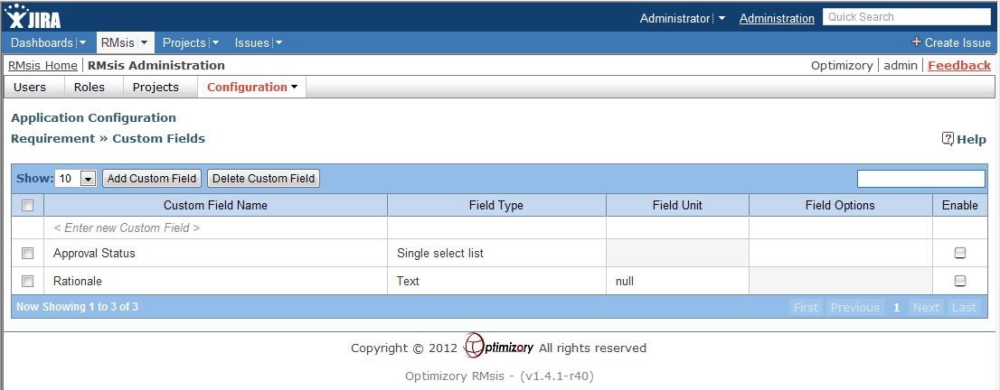 JIRA Administrator Administration Quick Search
Dashboards RMsis Projects Issues + Create Issue
RMsis Home RMsis Administration Optimizory admin Feedback
Users Roles Projects Configuration
Application Configuration
Requirement » Custom Fields ? Help
Show: 10 Add Custom Field Delete Custom Field
Custom Field Name Field Type Field Unit Field Options Enable
< Enter new Custom Field >
Approval Status Single select list
Rationale Text null
Now Showing 1 to 3 of 3 First Previous 1 Next Last
Copyright © 2012 Optimizory All rights reserved
Optimizory RMsis - (v1.4.1-r40)